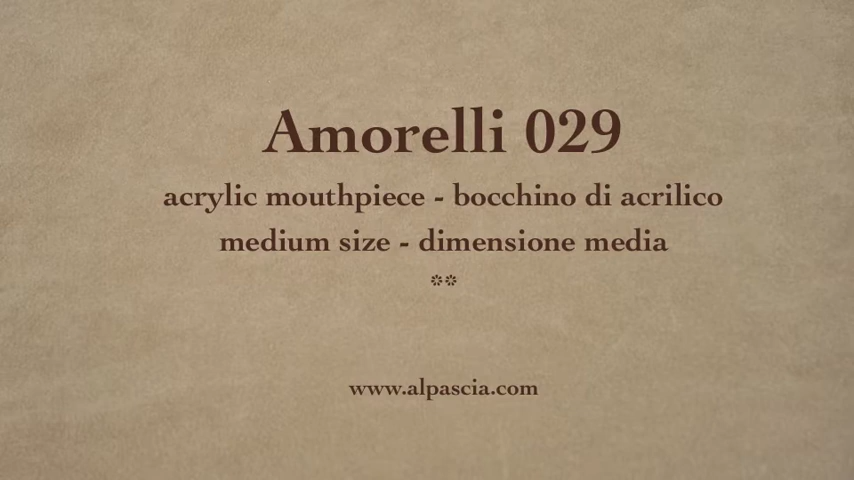 Amorelli 029
acrylic mouthpiece - bocchino di acrilico
medium size - dimensione media
**
www.alpascia.com